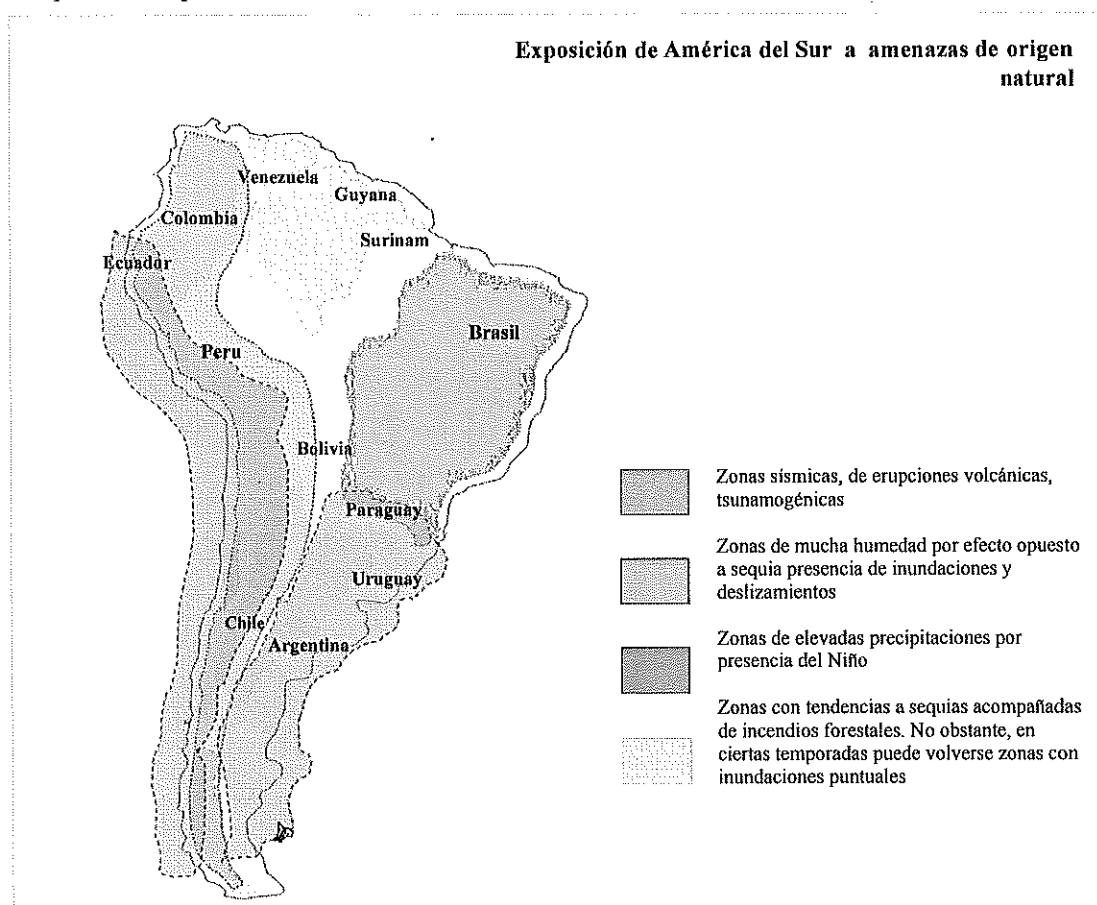 Exposición de América del Sur a amenazas de origen
natural
Venezuela
Guyana
Colombia
Surinam
Ecuador
Brasil
Peru
Bolivia
Paraguay
Uruguay
Chile
Argentina
Zonas sísmicas, de erupciones volcánicas,
tsunamogénicas
Zonas de mucha humedad por efecto opuesto
a sequia presencia de inundaciones y
deslizamientos
Zonas de elevadas precipitaciones por
presencia del Niño
Zonas con tendencias a sequias acompañadas
de incendios forestales. No obstante, en
ciertas temporadas puede volverse zonas con
inundaciones puntuales